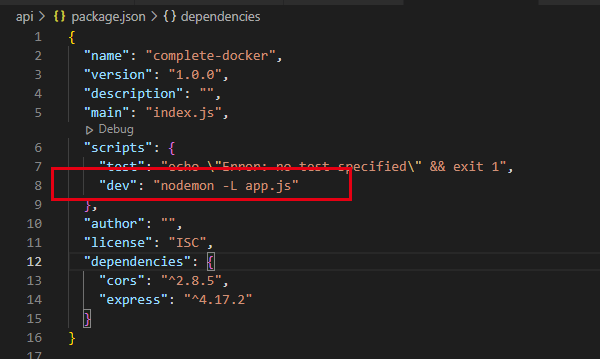 api > {} package.json > {} dependencies
1 {
2 "name": "complete-docker",
3 "version": "1.0.0",
4 "description": "",
5 "main": "index.js",
Debug
6 "scripts": {
7 "test": "echo \"Error: no test specified\" && exit 1",
8 "dev": "nodemon -L app.js"
9 },
10 "author": "",
11 "license": "ISC",
12 "dependencies": {
13 "cors": "^2.8.5",
14 "express": "^4.17.2"
15 }
16 }
17